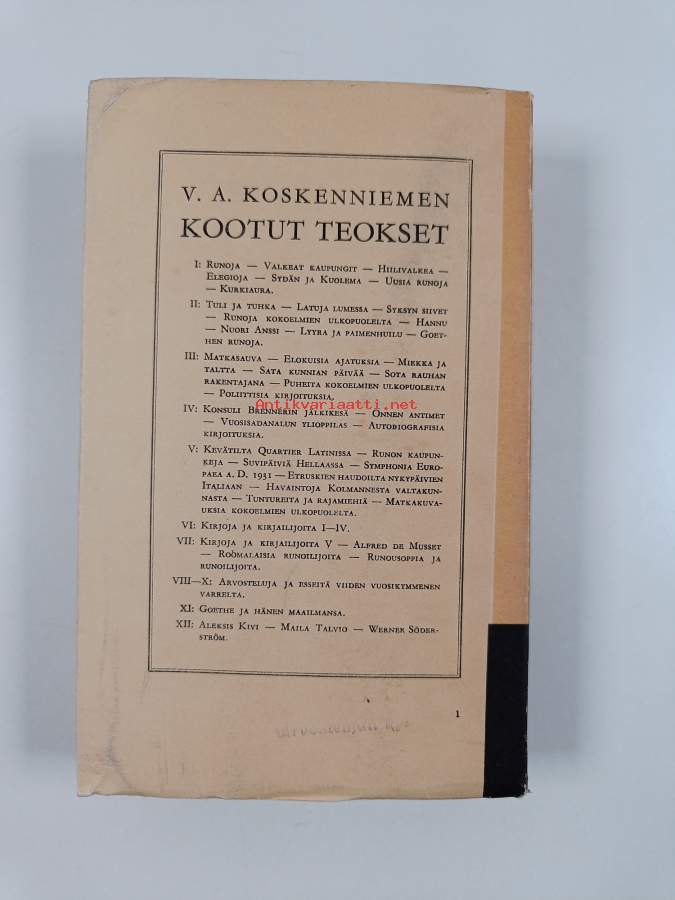 V. A. KOSKENNIEMEN
KOOTUT TEOKSET
I: RUNOJA — VALKEAT KAUPUNGIT — HIILIVALKEA —
ELEGIOJA — SYDÄN JA KUOLEMA — UUSIA RUNOJA
— KURKIAURA.
II: TULI JA TUHKA — LATUJA LUMESSA — SYKSYN SIIVET
— RUNOJA KOKOELMIEN ULKOPUOLELTA — HANNU
— NUORI ANSSI — LYYRA JA PAIMENHUILU — GOET-
HEN RUNOJA.
III: MATKASAUVA — ELOKUISIA AJATUKSIA — MIEKKA JA
TALTTA — SATA KUNNIAN PÄIVÄÄ — SOTA RAUHAN
RAKENTAJANA — PUHEITA KOKOELMIEN ULKOPUOLELTA
— POLIITTISIA KIRJOITUKSIA.
Antikvariaatti.net
IV: KONSULI BRENNERIN JÄLKIKESÄ — ONNEN ANTIMET
— VUOSISADANALUN YLIOPPILAS — AUTOBIOGRAFISIA
KIRJOITUKSIA.
V: KEVÄTILTA QUARTIER LATINISSA — RUNON KAUPUN-
KEJA — SUVIPÄIVIÄ HELLAASSA — SYMPHONIA EURO-
PAEA A. D. 1931 — ETRUSKIEN HAUDOILTA NYKYPÄIVIEN
ITALIAAN — HAVAINTOJA KOLMANNESTA VALTAKUN-
NASTA — TUNTUREITA JA RAJAMIEHIÄ — MATKAKUVA-
UKSIA KOKOELMIEN ULKOPUOLELTA.
VI: KIRJOJA JA KIRJAILIJOITA I—IV.
VII: KIRJOJA JA KIRJAILIJOITA V — ALFRED DE MUSSET
— ROOMALAISIA RUNOILIJOITA — RUNOUSOPPIA JA
RUNOILIJOITA.
VIII—X: ARVOSTELUJA JA ESSEITÄ VIIDEN VUOSIKYMMENEN
VARRELTA.
XI: GOETHE JA HÄNEN MAAILMANSA.
XII: ALEKSIS KIVI — MAILA TALVIO — WERNER SÖDER-
STRÖM.
1